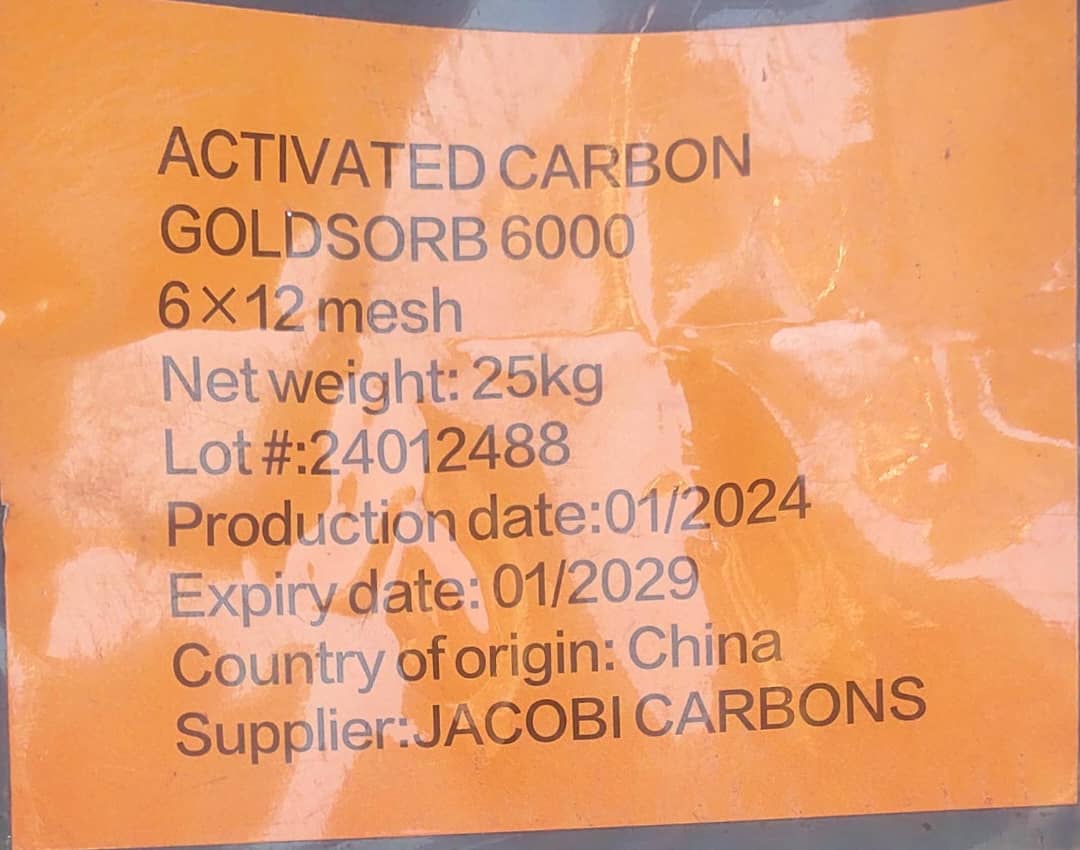 ACTIVATED CARBON
GOLDSORB 6000
6×12 mesh
Net weight: 25kg
Lot #:24012488
Production date:01/2024
Expiry date: 01/2029
Country of origin: China
Supplier:JACOBI CARBONS